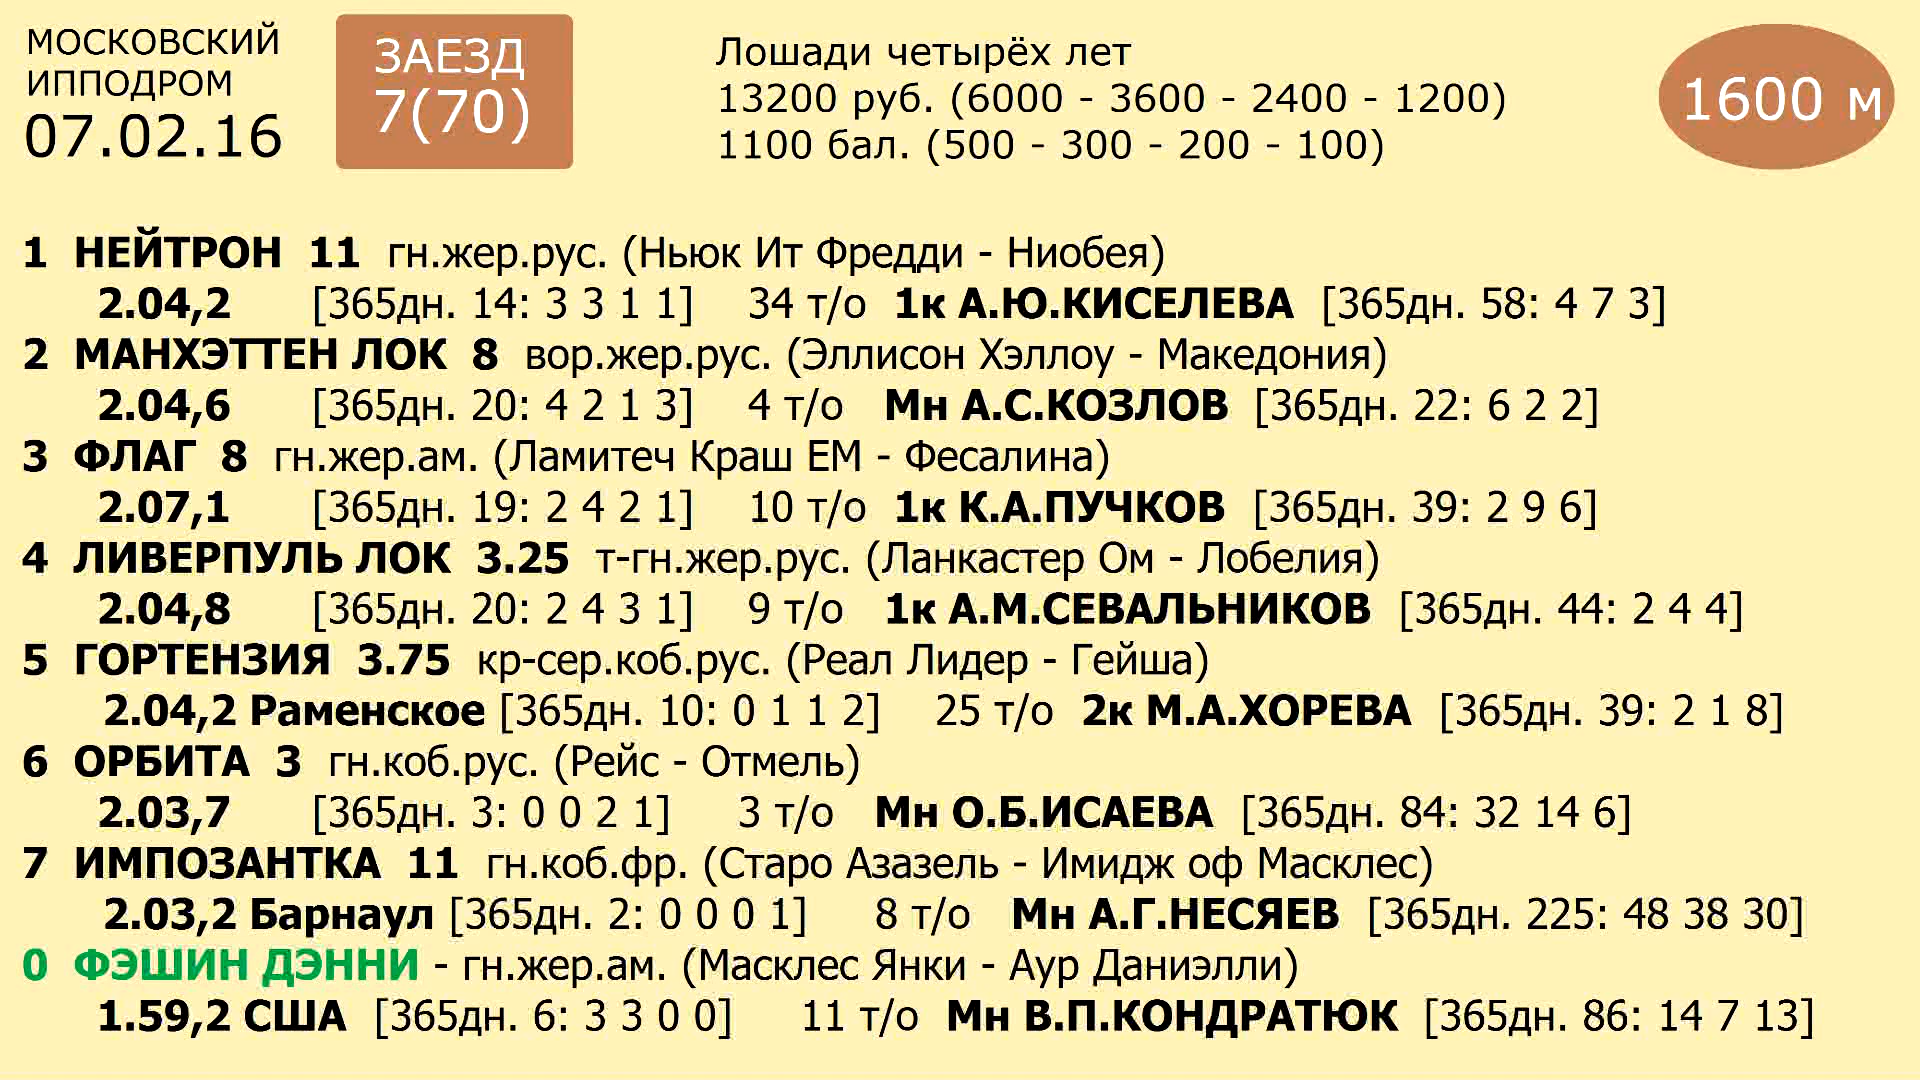 МОСКОВСКИЙ
ИППОДРОМ
07.02.16
ЗАЕЗД
7(70)
Лошади четырёх лет
13200 руб. (6000 - 3600 - 2400 - 1200)
1100 бал. (500 - 300 - 200 - 100)
1600 м
1 НЕЙТРОН 11 гн.жер.рус. (Ньюк Ит Фредди - Ниобея)
2.04,2 [365дн. 14: 3 3 1 1] 34 т/о 1к А.Ю.КИСЕЛЕВА [365дн. 58: 4 7 3]
2 МАНХЭТТЕН ЛОК 8 вор.жер.рус. (Эллисон Хэллоу - Македония)
2.04,6 [365дн. 20: 4 2 1 3] 4 т/о Мн А.С.КОЗЛОВ [365дн. 22: 6 2 2]
3 ФЛАГ 8 гн.жер.ам. (Ламитеч Краш ЕМ - Фесалина)
2.07,1 [365дн. 19: 2 4 2 1] 10 т/о 1к К.А.ПУЧКОВ [365дн. 39: 2 9 6]
4 ЛИВЕРПУЛЬ ЛОК 3.25 т-гн.жер.рус. (Ланкастер Ом - Лобелия)
2.04,8 [365дн. 20: 2 4 3 1] 9 т/о 1к А.М.СЕВАЛЬНИКОВ [365дн. 44: 2 4 4]
5 ГОРТЕНЗИЯ 3.75 кр-сер.коб.рус. (Реал Лидер - Гейша)
2.04,2 Раменское [365дн. 10: 0 1 1 2] 25 т/о 2к М.А.ХОРЕВА [365дн. 39: 2 1 8]
6 ОРБИТА 3 гн.коб.рус. (Рейс - Отмель)
2.03,7 [365дн. 3: 0 0 2 1] 3 т/о Мн О.Б.ИСАЕВА [365дн. 84: 32 14 6]
7 ИМПОЗАНТКА 11 гн.коб.фр. (Старо Азазель - Имидж оф Масклес)
2.03,2 Барнаул [365дн. 2: 0 0 0 1] 8 т/о Мн А.Г.НЕСЯЕВ [365дн. 225: 48 38 30]
0 ФЭШИН ДЭННИ - гн.жер.ам. (Масклес Янки - Аур Даниэлли)
1.59,2 США [365дн. 6: 3 3 0 0] 11 т/о Мн В.П.КОНДРАТЮК [365дн. 86: 14 7 13]